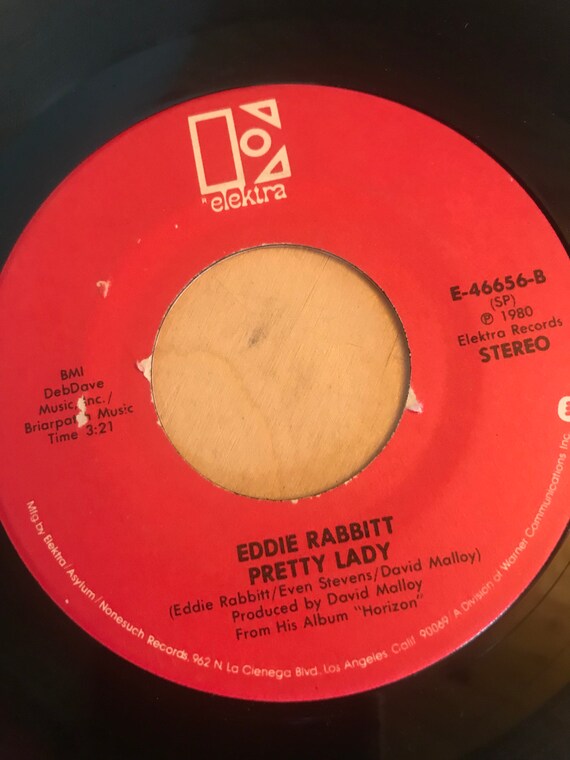 elektra
E-46656-B
(SP)
℗ 1980
Elektra Records
STEREO
BMI
DebDave
Music, Inc./
Music
Time 3:21
EDDIE RABBITT
PRETTY LADY
(Eddie Rabbitt/Even Stevens/David Malloy)
Produced by David Malloy
From His Album "Horizon"
Mfg by Elektra/Asylum/Nonesuch Records, 962 N. La Cienega Blvd. Los Angeles, Calif. 90069 / A Division of Warner Communications Inc.